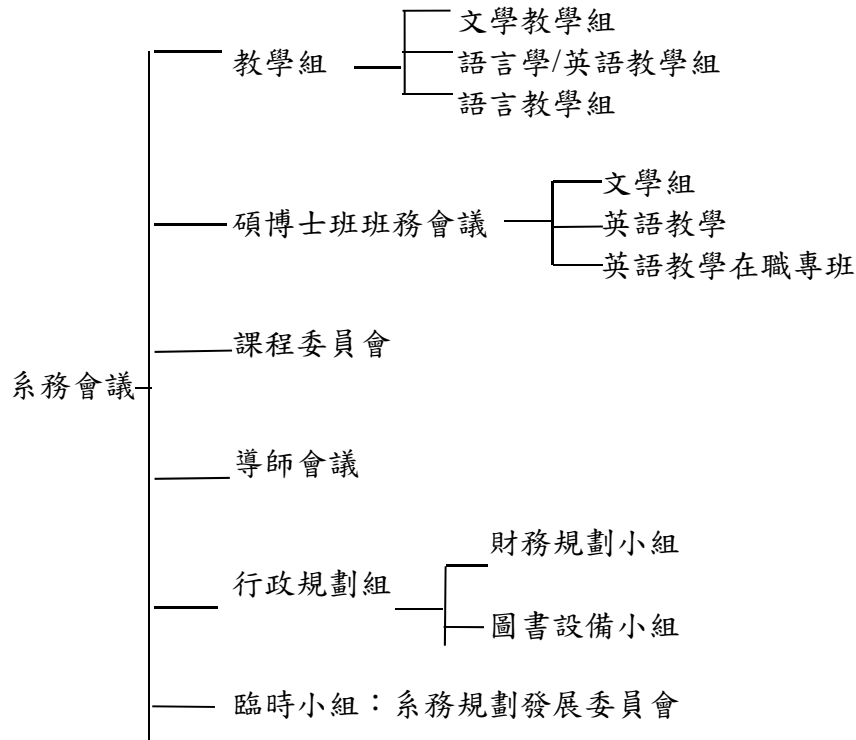 文學教學組
教學組
語言學/英語教學組
語言教學組
文學組
碩博士班班務會議
英語教學
英語教學在職專班
課程委員會
系務會議
導師會議
財務規劃小組
行政規劃組
圖書設備小組
臨時小組：系務規劃發展委員會